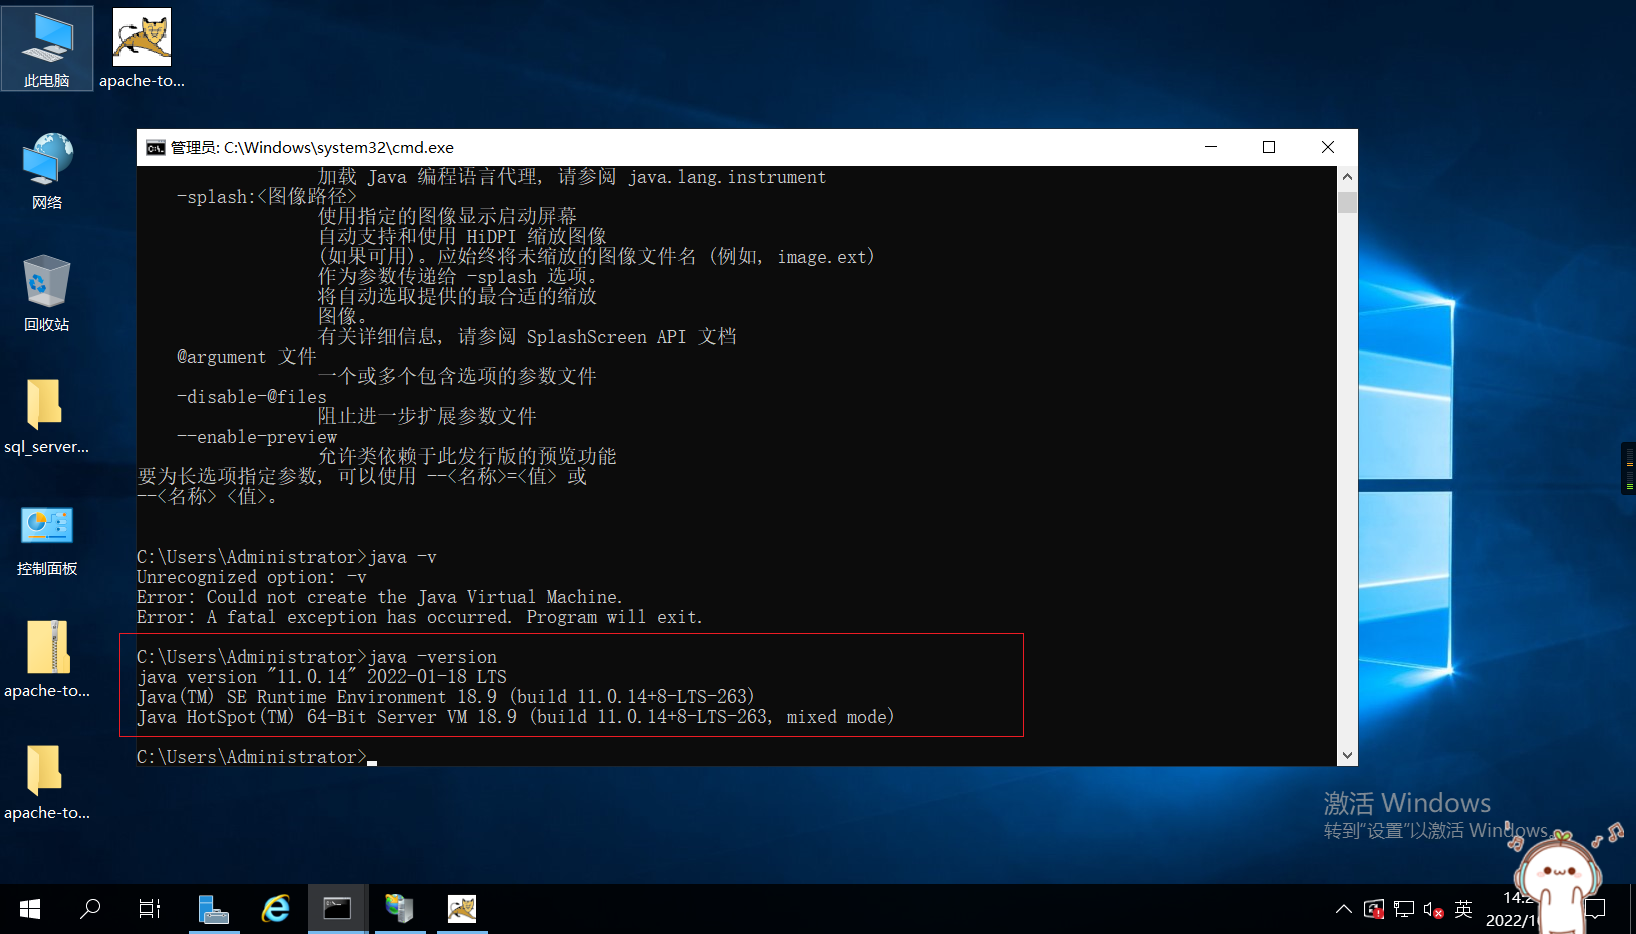 此电脑
apache-to...
网络
回收站
sql_server...
控制面板
apache-to...
apache-to...
管理员: C:\Windows\system32\cmd.exe
加载 Java 编程语言代理, 请参阅 java.lang.instrument
-splash:<图像路径>
使用指定的图像显示启动屏幕
自动支持和使用 HiDPI 缩放图像
(如果可用)。应始终将未缩放的图像文件名 (例如, image.ext)
作为参数传递给 -splash 选项。
将自动选取提供的最合适的缩放
图像。
有关详细信息, 请参阅 SplashScreen API 文档
@argument 文件
一个或多个包含选项的参数文件
-disable-@files
阻止进一步扩展参数文件
--enable-preview
允许类依赖于此发行版的预览功能
要为长选项指定参数, 可以使用 --<名称>=<值> 或
--<名称> <值>。
C:\Users\Administrator>java -v
Unrecognized option: -v
Error: Could not create the Java Virtual Machine.
Error: A fatal exception has occurred. Program will exit.
C:\Users\Administrator>java -version
java version "11.0.14" 2022-01-18 LTS
Java(TM) SE Runtime Environment 18.9 (build 11.0.14+8-LTS-263)
Java HotSpot(TM) 64-Bit Server VM 18.9 (build 11.0.14+8-LTS-263, mixed mode)
C:\Users\Administrator>
激活 Windows
转到“设置”以激活 Windows。
英
14:2
2022/1